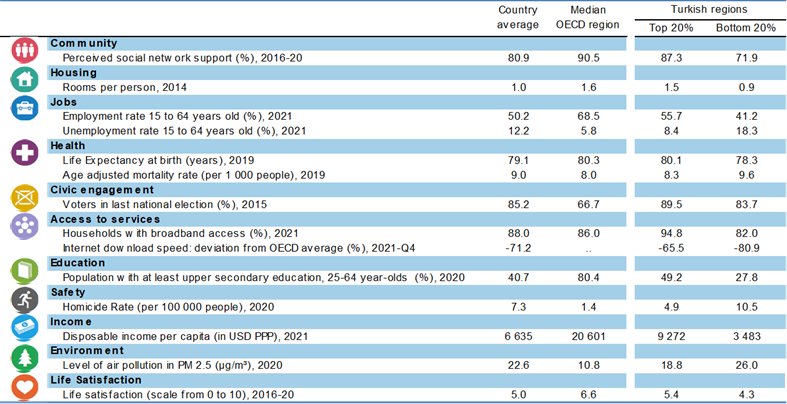 Country average Median OECD region Turkish regions
Top 20% Bottom 20%
Community
Perceived social network support (%), 2016-20 80.9 90.5 87.3 71.9
Housing
Rooms per person, 2014 1.0 1.6 1.5 0.9
Jobs
Employment rate 15 to 64 years old (%), 2021 50.2 68.5 55.7 41.2
Unemployment rate 15 to 64 years old (%), 2021 12.2 5.8 8.4 18.3
Health
Life Expectancy at birth (years), 2019 79.1 80.3 80.1 78.3
Age adjusted mortality rate (per 1 000 people), 2019 9.0 8.0 8.3 9.6
Civic engagement
Voters in last national election (%), 2015 85.2 66.7 89.5 83.7
Access to services
Households with broadband access (%), 2021 88.0 86.0 94.8 82.0
Internet download speed: deviation from OECD average (%), 2021-Q4 -71.2 .. -65.5 -80.9
Education
Population with at least upper secondary education, 25-64 year-olds (%), 2020 40.7 80.4 49.2 27.8
Safety
Homicide Rate (per 100 000 people), 2020 7.3 1.4 4.9 10.5
Income
Disposable income per capita (in USD PPP), 2021 6 635 20 601 9 272 3 483
Environment
Level of air pollution in PM 2.5 (µg/m³), 2020 22.6 10.8 18.8 26.0
Life Satisfaction
Life satisfaction (scale from 0 to 10), 2016-20 5.0 6.6 5.4 4.3